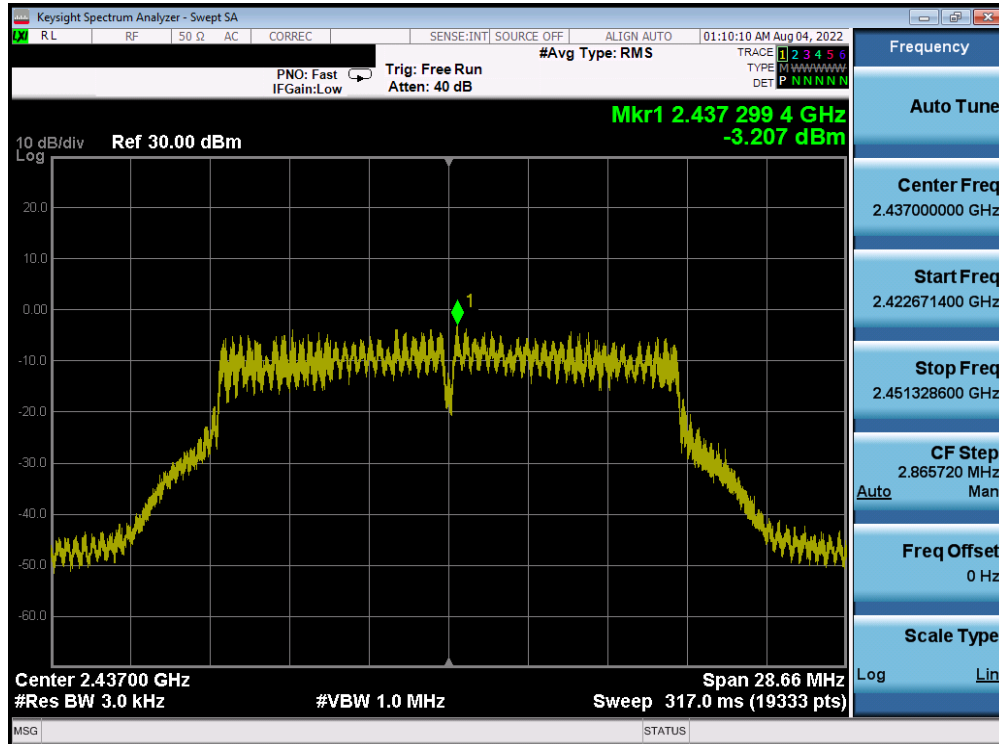 Keysight Spectrum Analyzer - Swept SA
LXI RL RF 50 Ω AC CORREC SENSE:INT SOURCE OFF ALIGN AUTO 01:10:10 AM Aug 04, 2022
#Avg Type: RMS
TRACE 1 2 3 4 5 6
PNO: Fast Trig: Free Run TYPE M WWWWW
IFGain:Low Atten: 40 dB DET P N N N N N
Mkr1 2.437 299 4 GHz
-3.207 dBm
10 dB/div Ref 30.00 dBm
Log
20.0
10.0
0.00
1
-10.0
-20.0
-30.0
-40.0
-50.0
-60.0
Center 2.43700 GHz Span 28.66 MHz
#Res BW 3.0 kHz #VBW 1.0 MHz Sweep 317.0 ms (19333 pts)
MSG STATUS
Frequency
Auto Tune
Center Freq
2.437000000 GHz
Start Freq
2.422671400 GHz
Stop Freq
2.451328600 GHz
CF Step
2.865720 MHz
Auto Man
Freq Offset
0 Hz
Scale Type
Log Lin